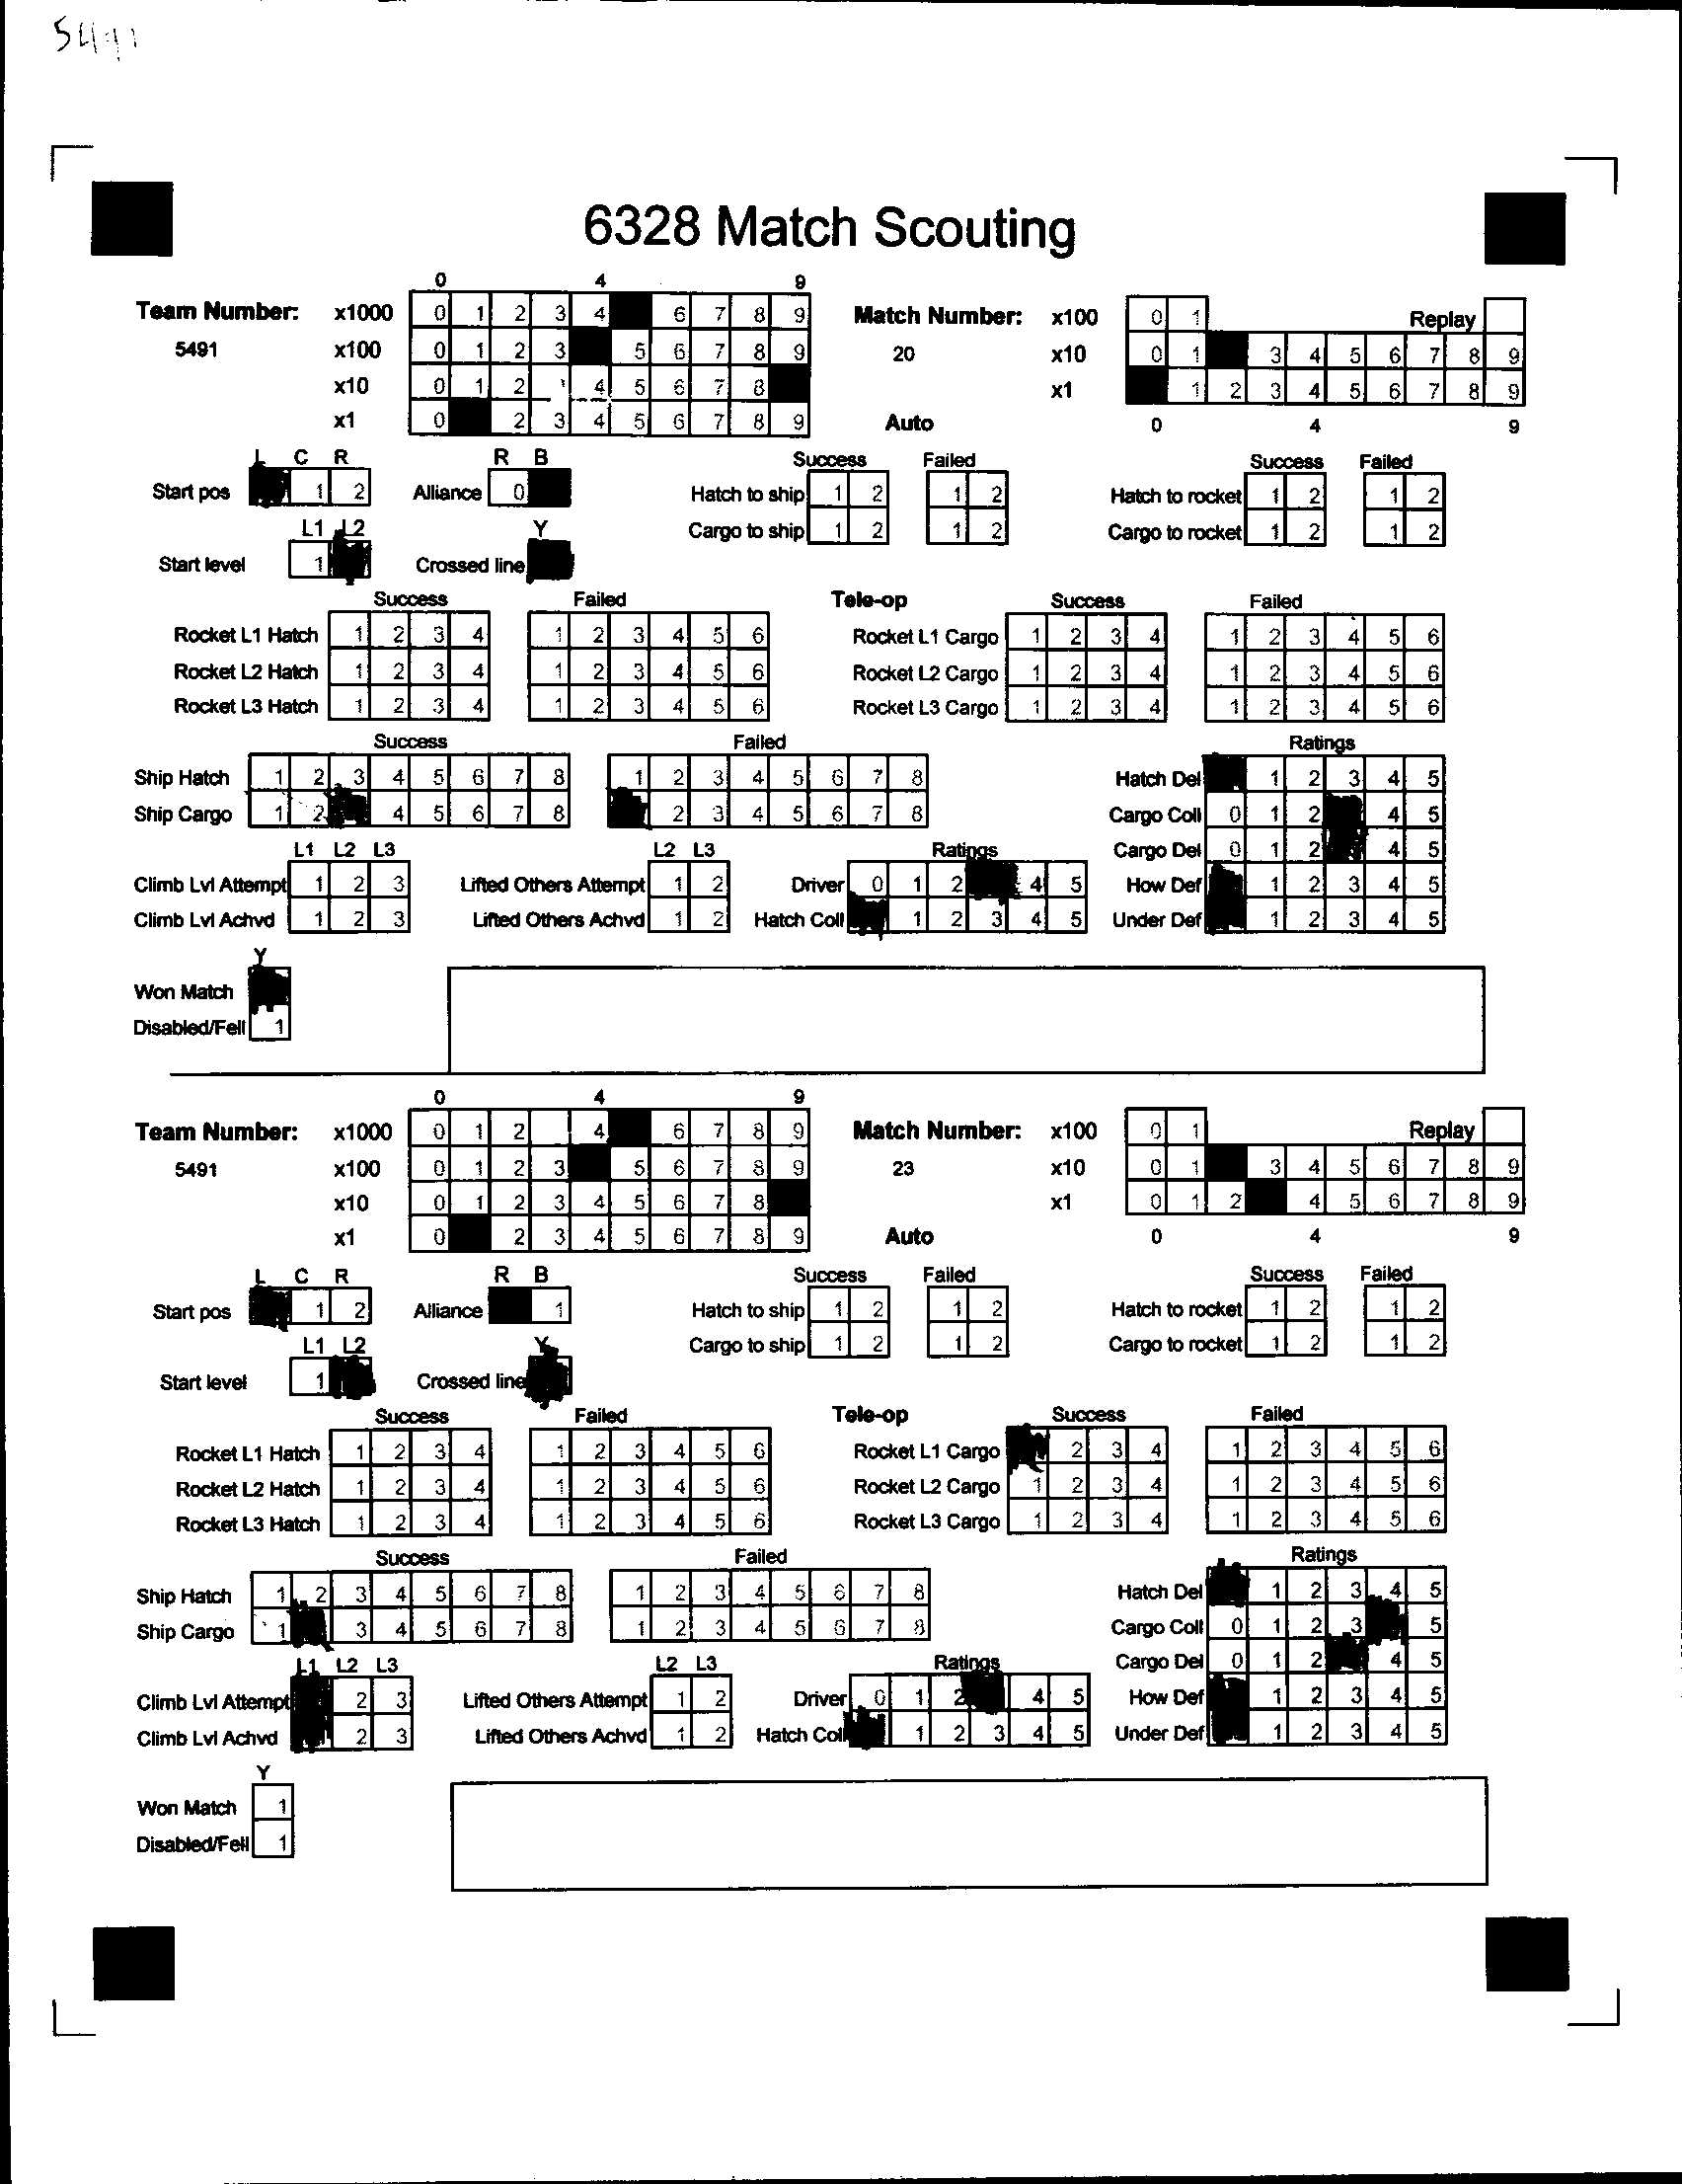 5491
6328 Match Scouting
0 4 9
Team Number: x1000 0 1 2 3 4 6 7 8 9 Match Number: x100 0 1 Replay
5491 x100 0 1 2 3 5 6 7 8 9 20 x10 0 1 3 4 5 6 7 8 9
x10 0 1 2 4 5 6 7 8 x1 1 2 3 4 5 6 7 8 9
x1 0 2 3 4 5 6 7 8 9 Auto 0 4 9
L C R R B Success Failed Success Failed
Start pos 1 2 Alliance 0 Hatch to ship 1 2 1 2 Hatch to rocket 1 2 1 2
L1 L2 Y Cargo to ship 1 2 1 2 Cargo to rocket 1 2 1 2
Start level 1 Crossed line
Success Failed Tele-op Success Failed
Rocket L1 Hatch 1 2 3 4 1 2 3 4 5 6 Rocket L1 Cargo 1 2 3 4 1 2 3 4 5 6
Rocket L2 Hatch 1 2 3 4 1 2 3 4 5 6 Rocket L2 Cargo 1 2 3 4 1 2 3 4 5 6
Rocket L3 Hatch 1 2 3 4 1 2 3 4 5 6 Rocket L3 Cargo 1 2 3 4 1 2 3 4 5 6
Success Failed Ratings
Ship Hatch 1 2 3 4 5 6 7 8 1 2 3 4 5 6 7 8 Hatch Del 1 2 3 4 5
Ship Cargo 1 2 4 5 6 7 8 2 3 4 5 6 7 8 Cargo Coll 0 1 2 4 5
L1 L2 L3 L2 L3 Ratings Cargo Del 0 1 2 4 5
Climb Lvl Attempt 1 2 3 Lifted Others Attempt 1 2 Driver 0 1 2 4 5 How Def 1 2 3 4 5
Climb Lvl Achvd 1 2 3 Lifted Others Achvd 1 2 Hatch Coll 1 2 3 4 5 Under Def 1 2 3 4 5
Y
Won Match
Disabled/Fell 1
0 4 9
Team Number: x1000 0 1 2 4 6 7 8 9 Match Number: x100 0 1 Replay
5491 x100 0 1 2 3 5 6 7 8 9 23 x10 0 1 3 4 5 6 7 8 9
x10 0 1 2 3 4 5 6 7 8 x1 0 1 2 4 5 6 7 8 9
x1 0 2 3 4 5 6 7 8 9 Auto 0 4 9
L C R R B Success Failed Success Failed
Start pos 1 2 Alliance 1 Hatch to ship 1 2 1 2 Hatch to rocket 1 2 1 2
L1 L2 Y Cargo to ship 1 2 1 2 Cargo to rocket 1 2 1 2
Start level 1 Crossed line
Success Failed Tele-op Success Failed
Rocket L1 Hatch 1 2 3 4 1 2 3 4 5 6 Rocket L1 Cargo 2 3 4 1 2 3 4 5 6
Rocket L2 Hatch 1 2 3 4 1 2 3 4 5 6 Rocket L2 Cargo 1 2 3 4 1 2 3 4 5 6
Rocket L3 Hatch 1 2 3 4 1 2 3 4 5 6 Rocket L3 Cargo 1 2 3 4 1 2 3 4 5 6
Success Failed Ratings
Ship Hatch 1 2 3 4 5 6 7 8 1 2 3 4 5 6 7 8 Hatch Del 1 2 3 4 5
Ship Cargo 1 3 4 5 6 7 8 1 2 3 4 5 6 7 8 Cargo Coll 0 1 2 3 5
L1 L2 L3 L2 L3 Ratings Cargo Del 0 1 2 4 5
Climb Lvl Attempt 2 3 Lifted Others Attempt 1 2 Driver 0 1 2 4 5 How Def 1 2 3 4 5
Climb Lvl Achvd 2 3 Lifted Others Achvd 1 2 Hatch Coll 1 2 3 4 5 Under Def 1 2 3 4 5
Y
Won Match 1
Disabled/Fell 1